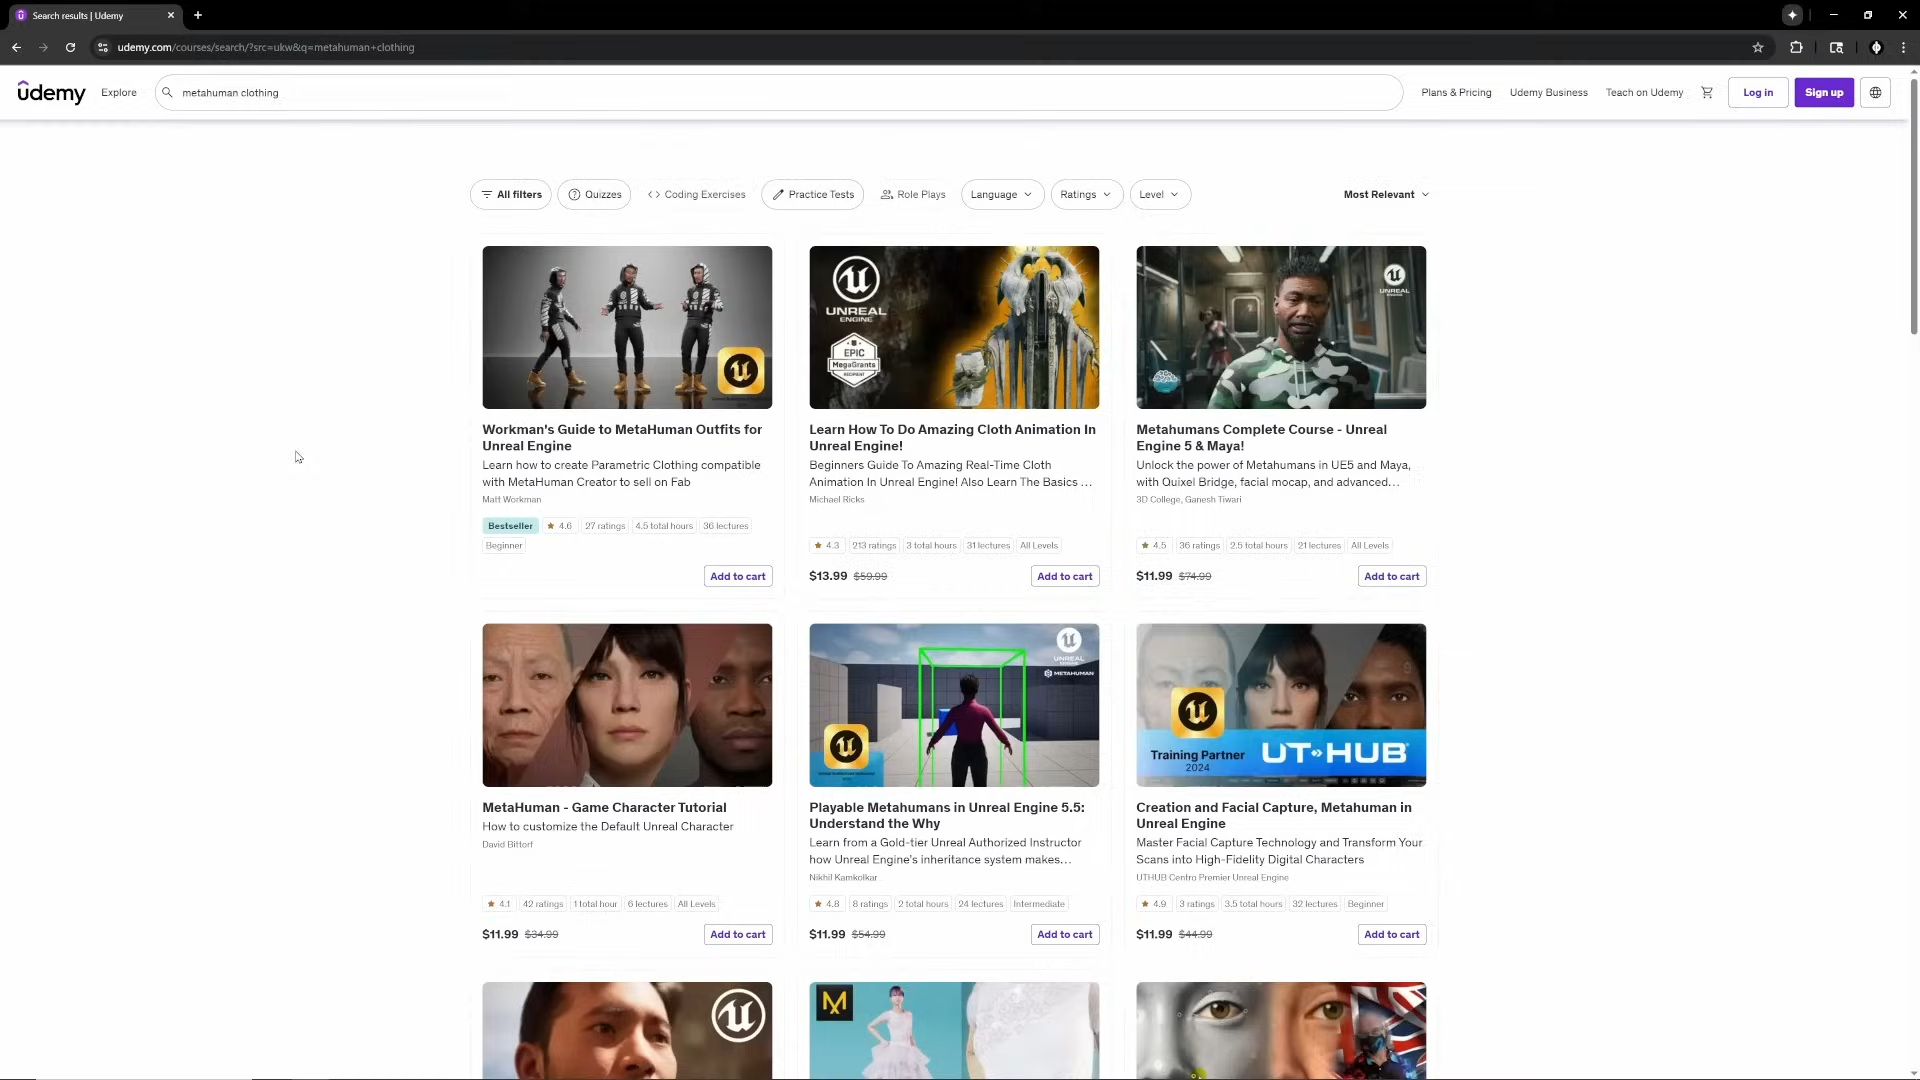 Search results | Udemy
udemy.com/courses/search/?src=ukw&q=metahuman+clothing
ûdemy
Explore
metahuman clothing
Plans & Pricing
Udemy Business
Teach on Udemy
Log in
Sign up
All filters
Quizzes
Coding Exercises
Practice Tests
Role Plays
Language
Ratings
Level
Most Relevant
Workman's Guide to MetaHuman Outfits for
Unreal Engine
Learn how to create Parametric Clothing compatible
with MetaHuman Creator to sell on Fab
Matt Workman
Bestseller
4.6
27 ratings
4.5 total hours
36 lectures
Beginner
Add to cart
UNREAL
ENGINE
EPIC
MegaGrants
RECIPIENT
Learn How To Do Amazing Cloth Animation In
Unreal Engine!
Beginners Guide To Amazing Real-Time Cloth
Animation In Unreal Engine! Also Learn The Basics ...
Michael Ricks
4.3
213 ratings
3 total hours
31 lectures
All Levels
$13.99 $59.99
Add to cart
UNREAL
Metahumans Complete Course - Unreal
Engine 5 & Maya!
Unlock the power of Metahumans in UE5 and Maya,
with Quixel Bridge, facial mocap, and advanced...
3D College, Ganesh Tiwari
4.5
36 ratings
2.5 total hours
21 lectures
All Levels
$11.99 $74.99
Add to cart
MetaHuman - Game Character Tutorial
How to customize the Default Unreal Character
David Bittorf
4.1
42 ratings
1 total hour
6 lectures
All Levels
$11.99 $34.99
Add to cart
UNREAL
METAHUMAN
Playable Metahumans in Unreal Engine 5.5:
Understand the Why
Learn from a Gold-tier Unreal Authorized Instructor
how Unreal Engine's inheritance system makes...
Nikhil Kamkolkar
4.8
8 ratings
2 total hours
24 lectures
Intermediate
$11.99 $54.99
Add to cart
Training Partner
2024
UT-HUB
Creation and Facial Capture, Metahuman in
Unreal Engine
Master Facial Capture Technology and Transform Your
Scans into High-Fidelity Digital Characters
UTHUB Centro Premier Unreal Engine
4.9
3 ratings
3.5 total hours
32 lectures
Beginner
$11.99 $44.99
Add to cart